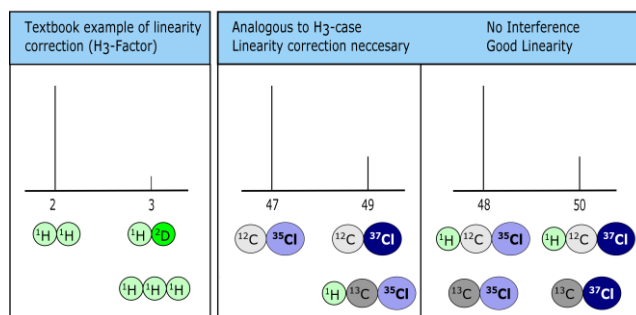 Textbook example of linearity
correction (H3-Factor)
2
3
¹H ¹H
¹H ²D
¹H ¹H ¹H
Analogous to H3-case
Linearity correction neccesary
47
49
¹²C ³⁵Cl
¹²C ³⁷Cl
¹H ¹³C ³⁵Cl
No Interference
Good Linearity
48
50
¹H ¹²C ³⁵Cl
¹H ¹²C ³⁷Cl
¹³C ³⁵Cl
¹³C ³⁷Cl